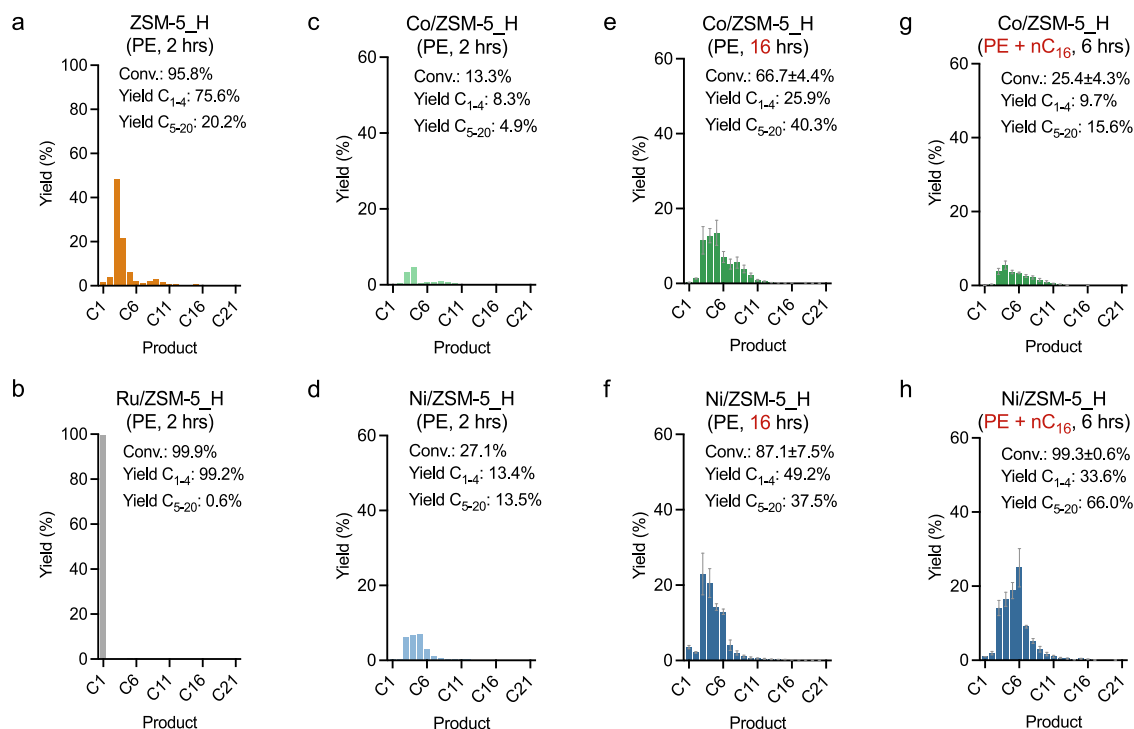 a
ZSM-5_H
(PE, 2 hrs)
Conv.: 95.8%
Yield C1-4: 75.6%
Yield C5-20: 20.2%
Yield (%)
100
80
60
40
20
0
C1
C6
C11
C16
C21
Product
c
Co/ZSM-5_H
(PE, 2 hrs)
Conv.: 13.3%
Yield C1-4: 8.3%
Yield C5-20: 4.9%
Yield (%)
60
40
20
0
C1
C6
C11
C16
C21
Product
e
Co/ZSM-5_H
(PE, 16 hrs)
Conv.: 66.7±4.4%
Yield C1-4: 25.9%
Yield C5-20: 40.3%
Yield (%)
60
40
20
0
C1
C6
C11
C16
C21
Product
g
Co/ZSM-5_H
(PE + nC16, 6 hrs)
Conv.: 25.4±4.3%
Yield C1-4: 9.7%
Yield C5-20: 15.6%
Yield (%)
60
40
20
0
C1
C6
C11
C16
C21
Product
b
Ru/ZSM-5_H
(PE, 2 hrs)
Conv.: 99.9%
Yield C1-4: 99.2%
Yield C5-20: 0.6%
Yield (%)
100
80
60
40
20
0
C1
C6
C11
C16
C21
Product
d
Ni/ZSM-5_H
(PE, 2 hrs)
Conv.: 27.1%
Yield C1-4: 13.4%
Yield C5-20: 13.5%
Yield (%)
60
40
20
0
C1
C6
C11
C16
C21
Product
f
Ni/ZSM-5_H
(PE, 16 hrs)
Conv.: 87.1±7.5%
Yield C1-4: 49.2%
Yield C5-20: 37.5%
Yield (%)
60
40
20
0
C1
C6
C11
C16
C21
Product
h
Ni/ZSM-5_H
(PE + nC16, 6 hrs)
Conv.: 99.3±0.6%
Yield C1-4: 33.6%
Yield C5-20: 66.0%
Yield (%)
60
40
20
0
C1
C6
C11
C16
C21
Product